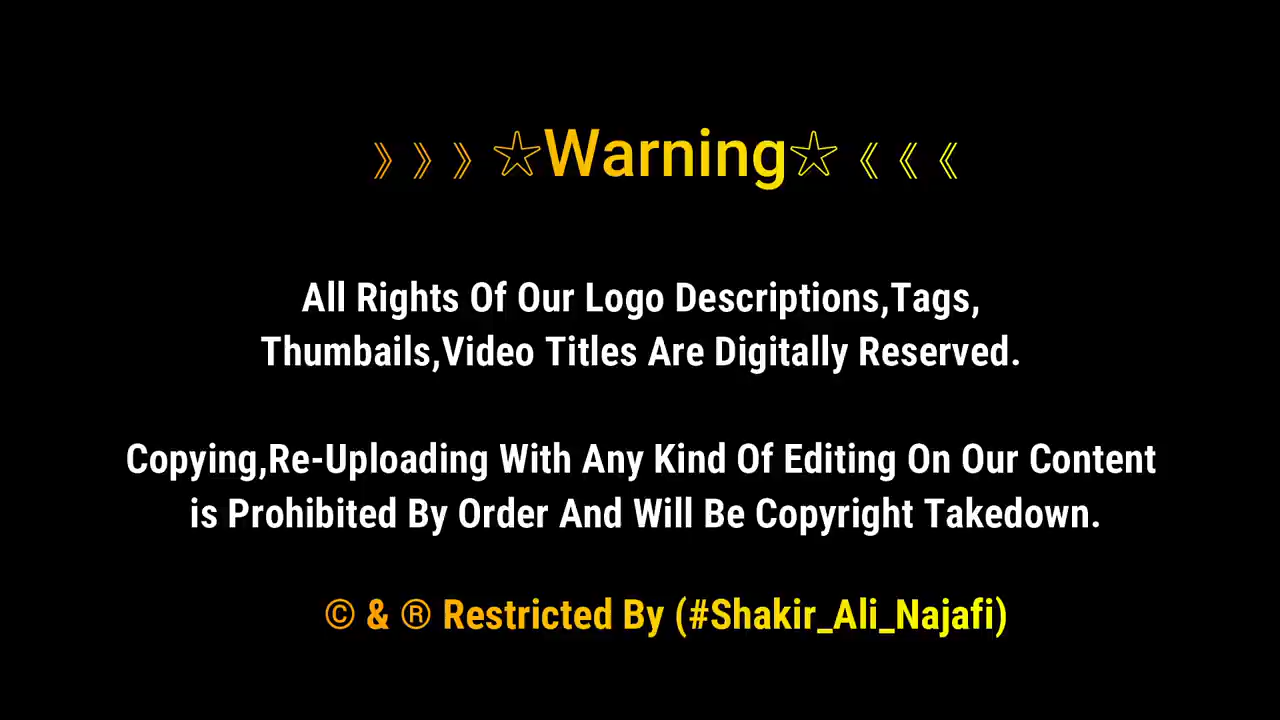 》》》☆Warning☆《《《
All Rights Of Our Logo Descriptions,Tags,
Thumbails,Video Titles Are Digitally Reserved.
Copying,Re-Uploading With Any Kind Of Editing On Our Content
is Prohibited By Order And Will Be Copyright Takedown.
© & ® Restricted By (#Shakir_Ali_Najafi)